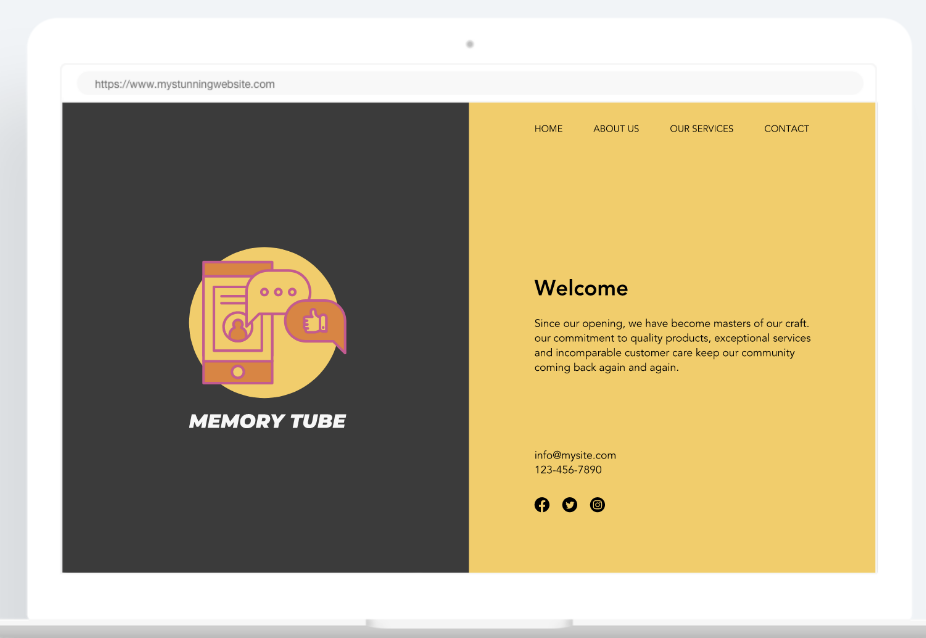 https://www.mystunningwebsite.com
HOME ABOUT US OUR SERVICES CONTACT
MEMORY TUBE
Welcome
Since our opening, we have become masters of our craft.
our commitment to quality products, exceptional services
and incomparable customer care keep our community
coming back again and again.
info@mysite.com
123-456-7890